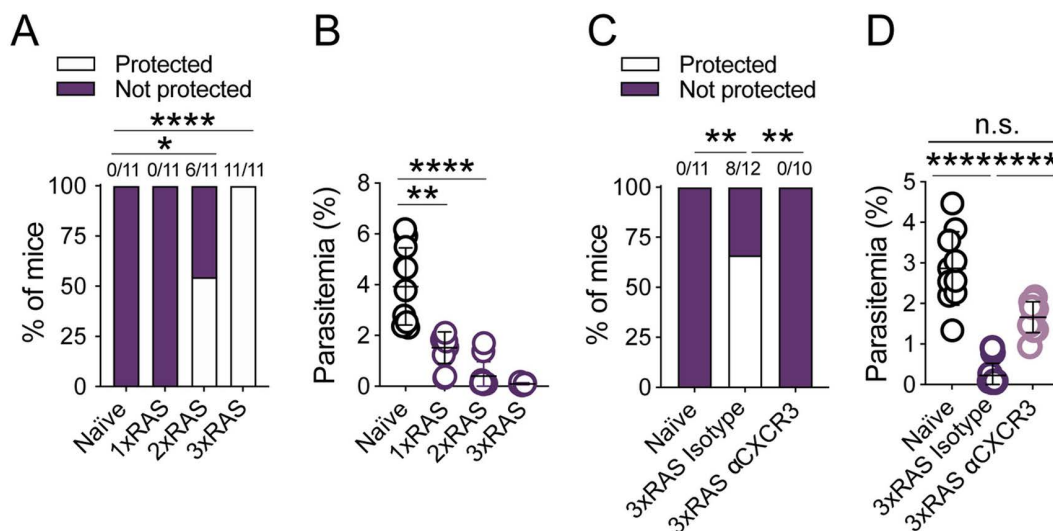 A
Protected
Not protected
****
*
0/11 0/11 6/11 11/11
100
75
50
25
0
% of mice
Naïve
1xRAS
2xRAS
3xRAS
B
****
**
8
6
4
2
0
Parasitemia (%)
Naïve
1xRAS
2xRAS
3xRAS
C
Protected
Not protected
** **
0/11 8/12 0/10
100
75
50
25
0
% of mice
Naïve
3xRAS Isotype
3xRAS αCXCR3
D
n.s.
**** ****
5
4
3
2
1
0
Parasitemia (%)
Naïve
3xRAS Isotype
3xRAS αCXCR3